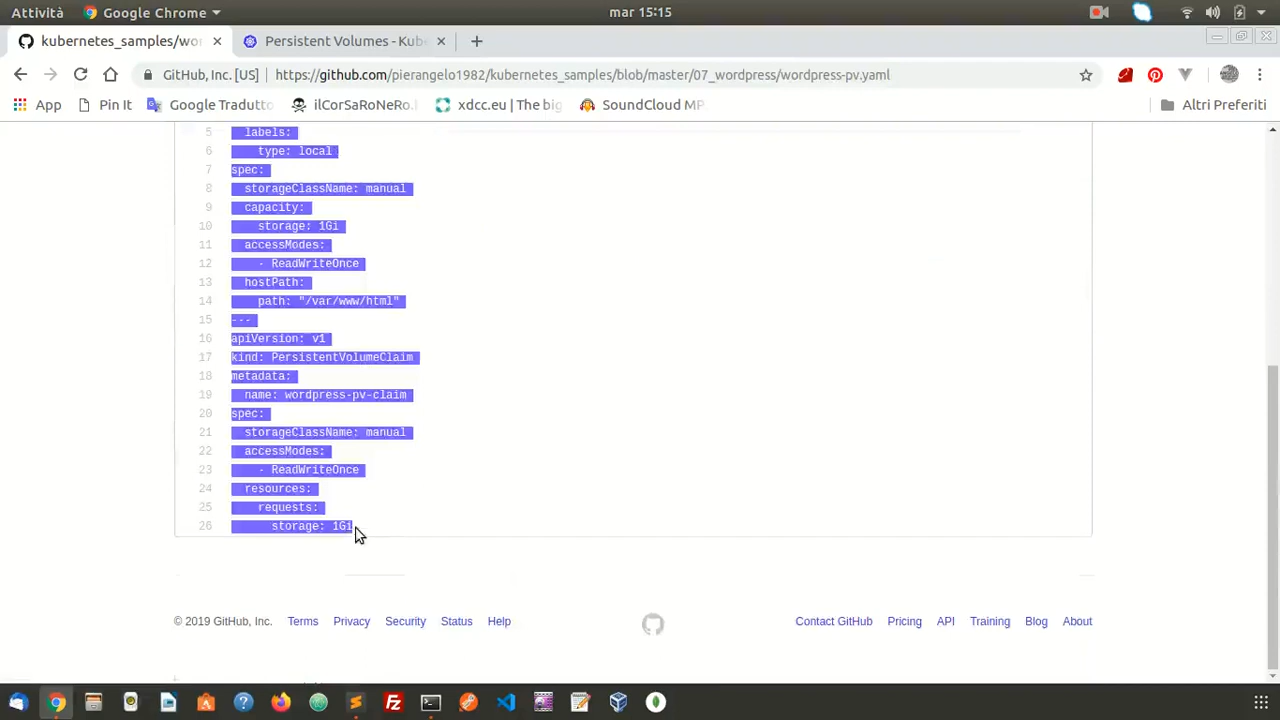 Attività
Google Chrome
mar 15:15
kubernetes_samples/wo
Persistent Volumes - Kub
GitHub, Inc. [US]
https://github.com/pierangelo1982/kubernetes_samples/blob/master/07_wordpress/wordpress-pv.yaml
App
Pin It
Google Tradutto
ilCorSaRoNeRo.
xdcc.eu | The big
SoundCloud MP
Altri Preferiti
5 labels:
6 type: local
7 spec:
8 storageClassName: manual
9 capacity:
10 storage: 1Gi
11 accessModes:
12 - ReadWriteOnce
13 hostPath:
14 path: "/var/www/html"
15 ---
16 apiVersion: v1
17 kind: PersistentVolumeClaim
18 metadata:
19 name: wordpress-pv-claim
20 spec:
21 storageClassName: manual
22 accessModes:
23 - ReadWriteOnce
24 resources:
25 requests:
26 storage: 1Gi
© 2019 GitHub, Inc. Terms Privacy Security Status Help
Contact GitHub Pricing API Training Blog About